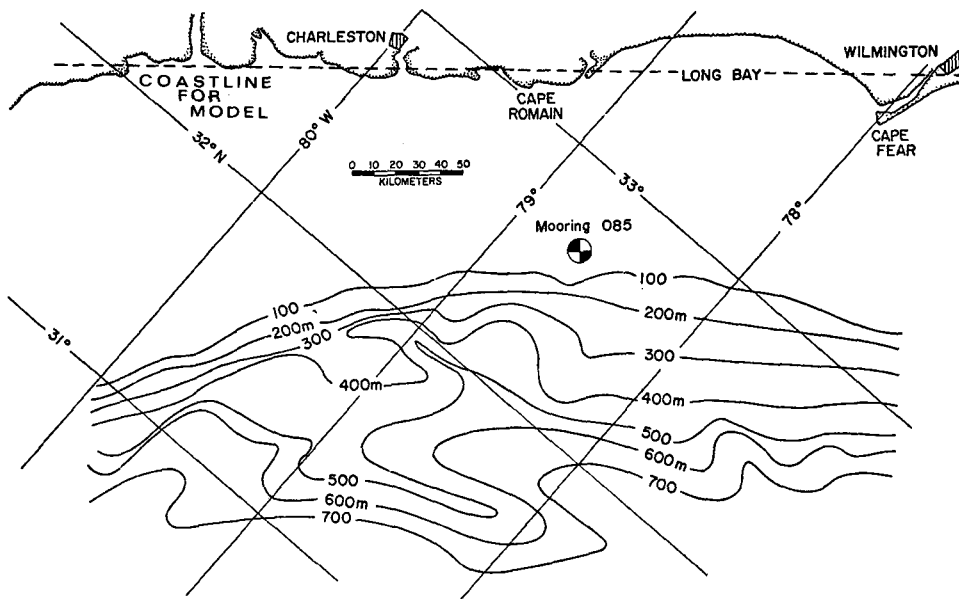 CHARLESTON
WILMINGTON
COASTLINE
FOR
MODEL
LONG BAY
CAPE
ROMAIN
CAPE
FEAR
80° W
32° N
0 10 20 30 40 50
KILOMETERS
79°
33°
78°
Mooring 085
31°
100
200m
300
400m
500
600m
700
100
200m
300
400m
500
600m
700